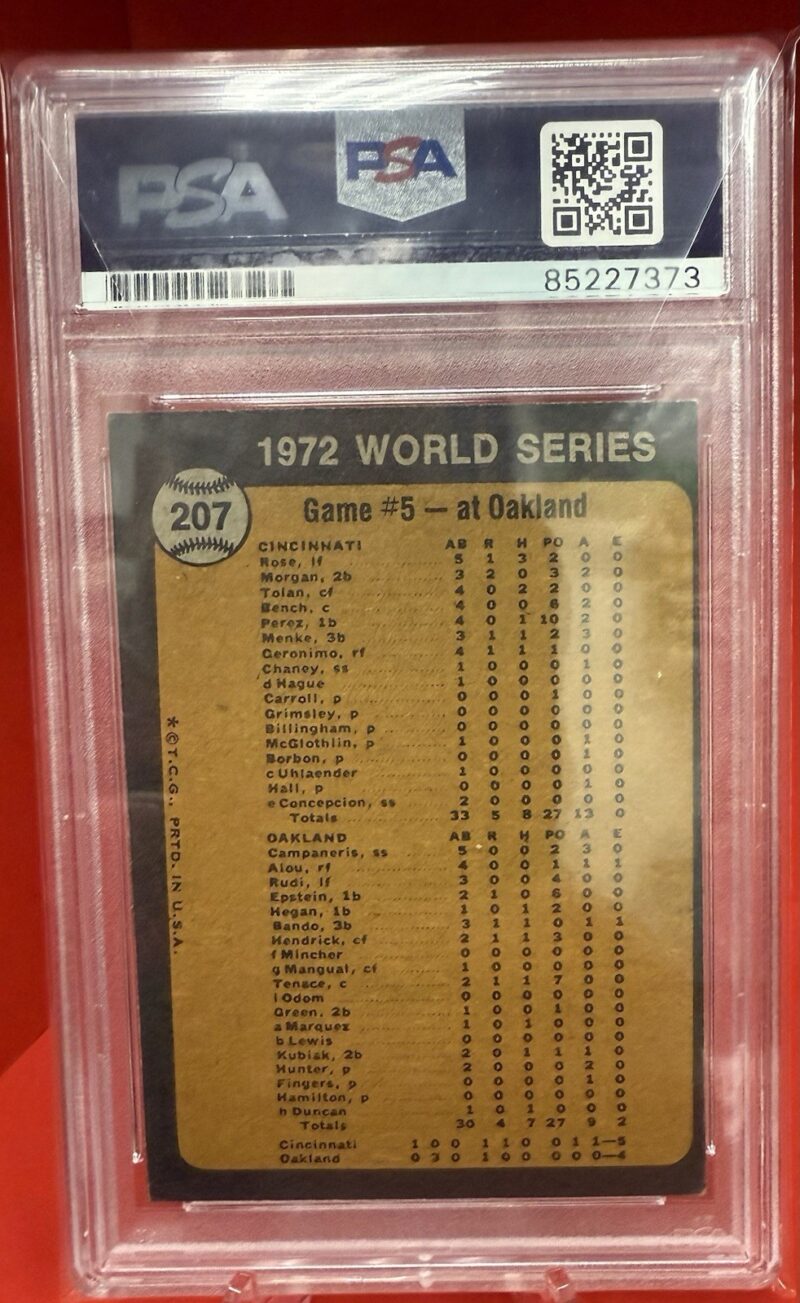 PSA PSA
85227373
1972 WORLD SERIES
207
Game #5 — at Oakland
CINCINNATI AB R H PO A E
Rose, lf 5 1 3 2 0 0
Morgan, 2b 3 2 0 3 2 0
Tolan, cf 4 0 2 2 0 0
Bench, c 4 0 0 6 2 0
Perez, 1b 4 0 1 10 2 0
Menke, 3b 3 1 1 2 3 0
Geronimo, rf 4 1 1 1 0 0
Chaney, ss 1 0 0 0 1 0
d Hague 1 0 0 0 0 0
Carroll, p 0 0 0 1 0 0
Grimsley, p 0 0 0 0 0 0
Billingham, p 0 0 0 0 0 0
McGlothlin, p 1 0 0 0 1 0
Borbon, p 0 0 0 0 1 0
c Uhlaender 1 0 0 0 0 0
Hall, p 0 0 0 0 1 0
e Concepcion, ss 2 0 0 0 0 0
Totals 33 5 8 27 13 0
OAKLAND AB R H PO A E
Campaneris, ss 5 0 0 2 3 0
Alou, rf 4 0 0 1 1 1
Rudi, lf 3 0 0 4 0 0
Epstein, 1b 2 1 0 6 0 0
Hegan, 1b 1 0 1 2 0 0
Bando, 3b 3 1 1 0 1 1
Hendrick, cf 2 1 1 3 0 0
f Mincher 0 0 0 0 0 0
g Mangual, cf 1 0 0 0 0 0
Tenace, c 2 1 1 7 0 0
i Odom 0 0 0 0 0 0
Green, 2b 1 0 0 1 0 0
a Marquez 1 0 1 0 0 0
b Lewis 0 0 0 0 0 0
Kubiak, 2b 2 0 1 1 1 0
Hunter, p 2 0 0 0 2 0
Fingers, p 0 0 0 0 1 0
Hamilton, p 0 0 0 0 0 0
h Duncan 1 0 1 0 0 0
Totals 30 4 7 27 9 2
Cincinnati 1 0 0 1 1 0 0 1 1—5
Oakland 0 3 0 1 0 0 0 0 0—4
*©T.C.G., PRTD. IN U.S.A.